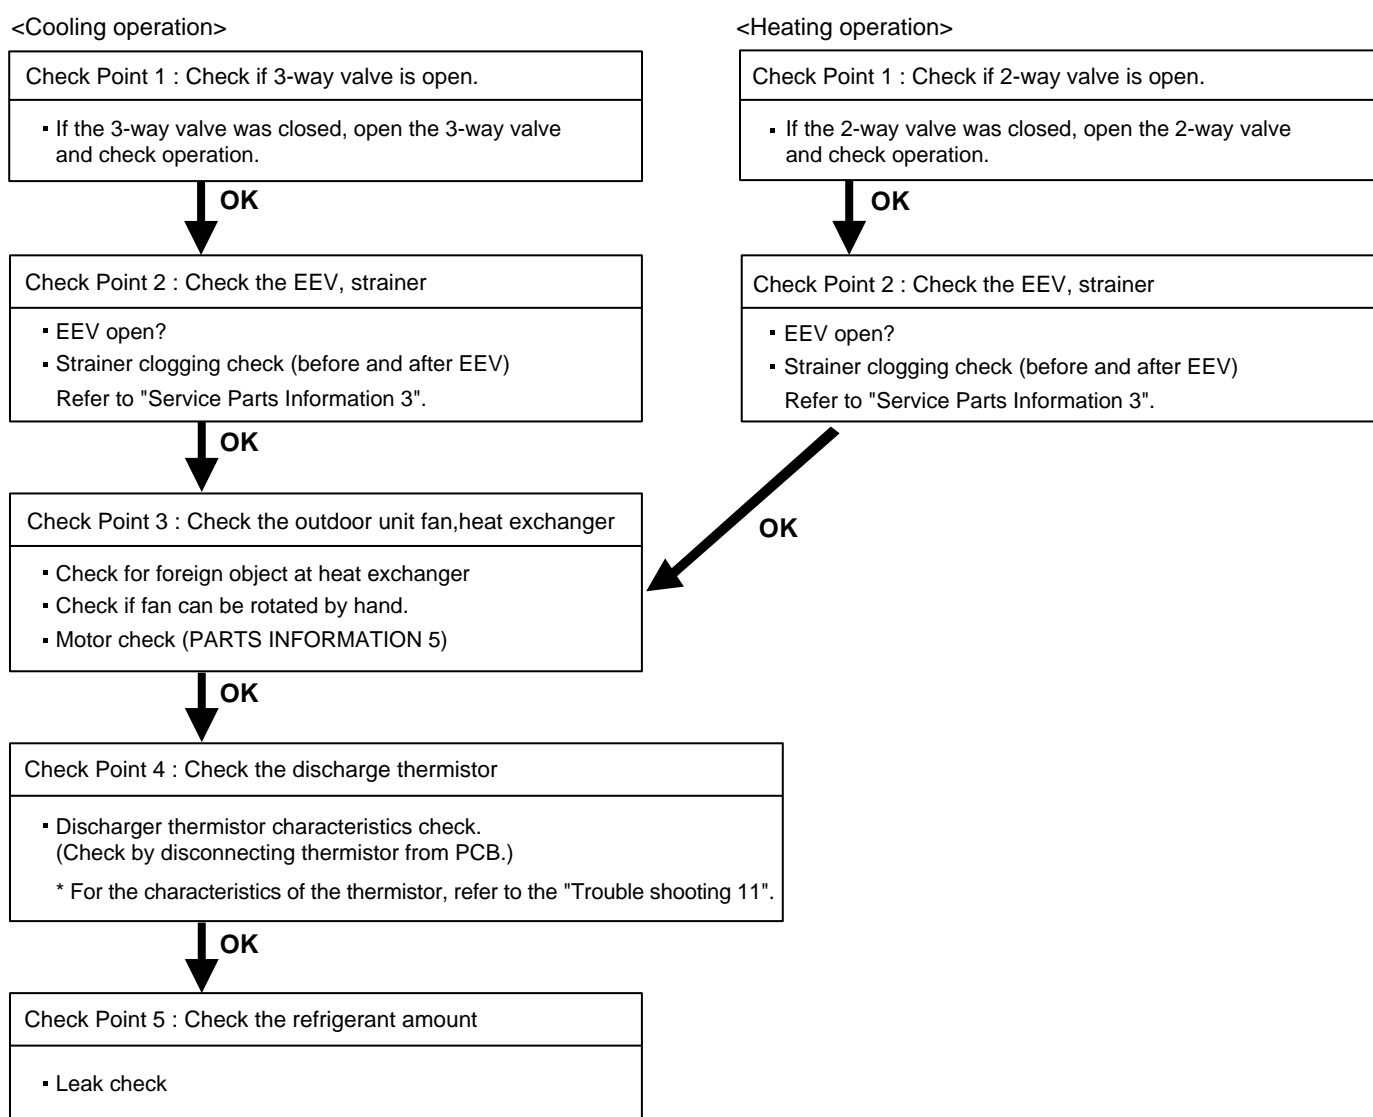 <Cooling operation>
Check Point 1 : Check if 3-way valve is open.
▪ If the 3-way valve was closed, open the 3-way valve
and check operation.
OK
Check Point 2 : Check the EEV, strainer
▪ EEV open?
▪ Strainer clogging check (before and after EEV)
Refer to "Service Parts Information 3".
OK
<Heating operation>
Check Point 1 : Check if 2-way valve is open.
▪ If the 2-way valve was closed, open the 2-way valve
and check operation.
OK
Check Point 2 : Check the EEV, strainer
▪ EEV open?
▪ Strainer clogging check (before and after EEV)
Refer to "Service Parts Information 3".
OK
Check Point 3 : Check the outdoor unit fan,heat exchanger
▪ Check for foreign object at heat exchanger
▪ Check if fan can be rotated by hand.
▪ Motor check (PARTS INFORMATION 5)
OK
Check Point 4 : Check the discharge thermistor
▪ Discharger thermistor characteristics check.
(Check by disconnecting thermistor from PCB.)
* For the characteristics of the thermistor, refer to the "Trouble shooting 11".
OK
Check Point 5 : Check the refrigerant amount
▪ Leak check